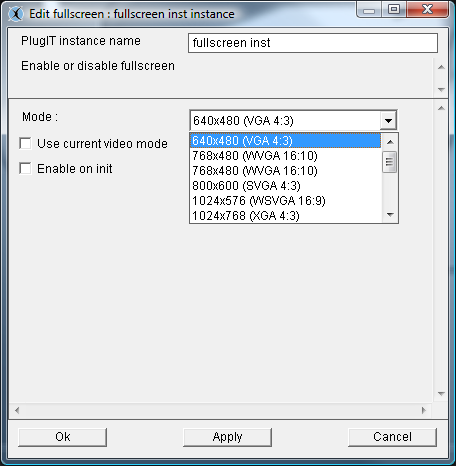 Edit fullscreen : fullscreen inst instance
PlugIT instance name
fullscreen inst
Enable or disable fullscreen
Mode :
640x480 (VGA 4:3)
Use current video mode
Enable on init
640x480 (VGA 4:3)
768x480 (WVGA 16:10)
768x480 (WVGA 16:10)
800x600 (SVGA 4:3)
1024x576 (WSVGA 16:9)
1024x768 (XGA 4:3)
Ok
Apply
Cancel